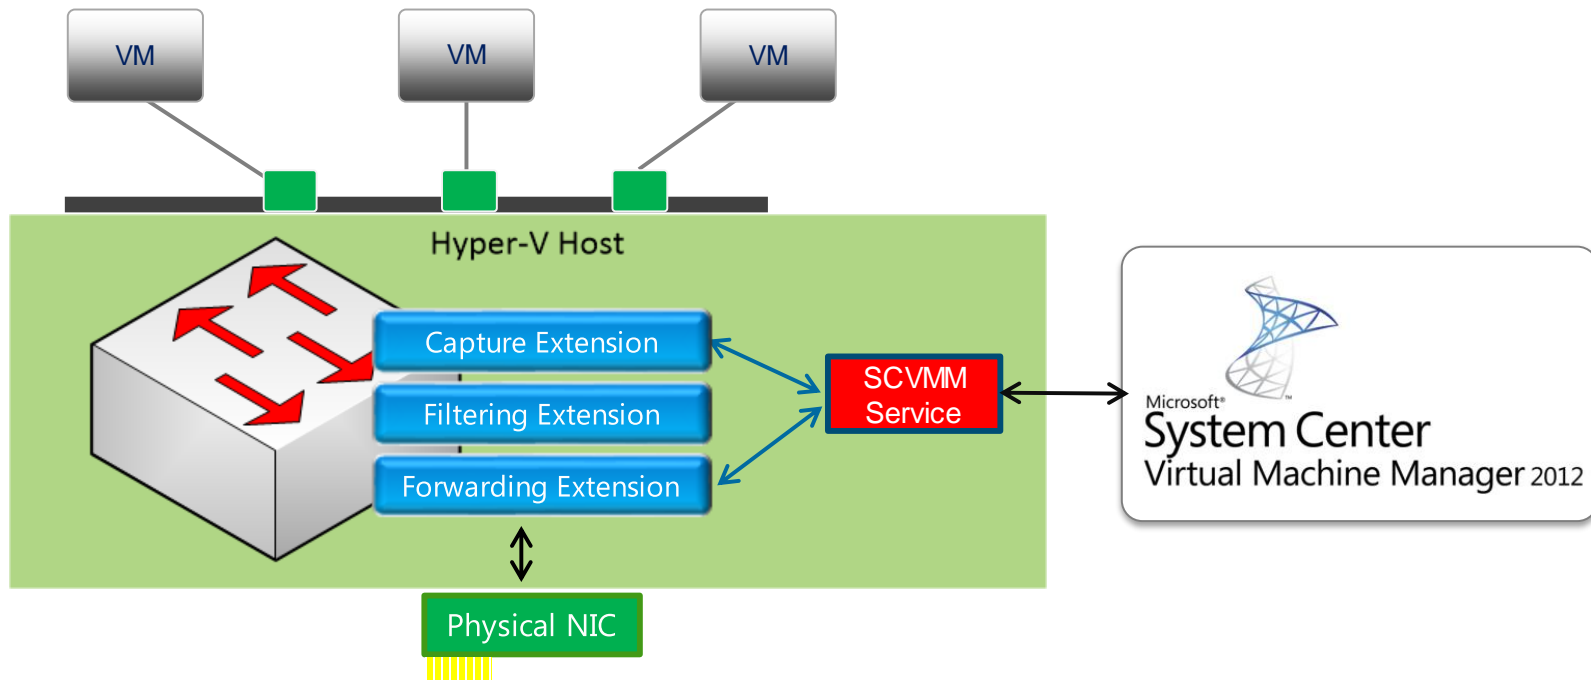 VM
VM
VM
Hyper-V Host
Capture Extension
Filtering Extension
Forwarding Extension
SCVMM
Service
Microsoft®
System Center
Virtual Machine Manager 2012
™
Physical NIC